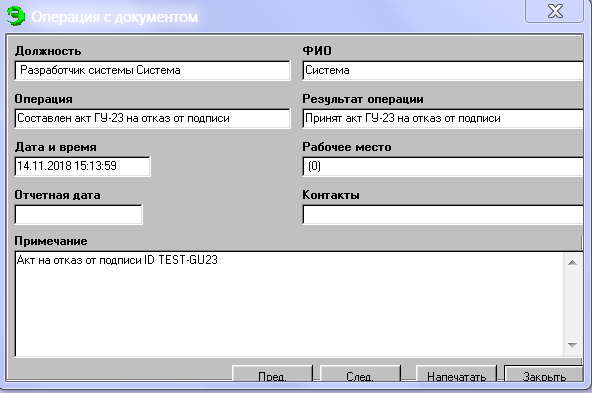 Операция с документом
Должность
ФИО
Разработчик системы Система
Система
Операция
Результат операции
Составлен акт ГУ-23 на отказ от подписи
Принят акт ГУ-23 на отказ от подписи
Дата и время
Рабочее место
14.11.2018 15:13:59
(0)
Отчетная дата
Контакты
Примечание
Акт на отказ от подписи ID TEST-GU23
Пред.
След.
Напечатать
Закрыть